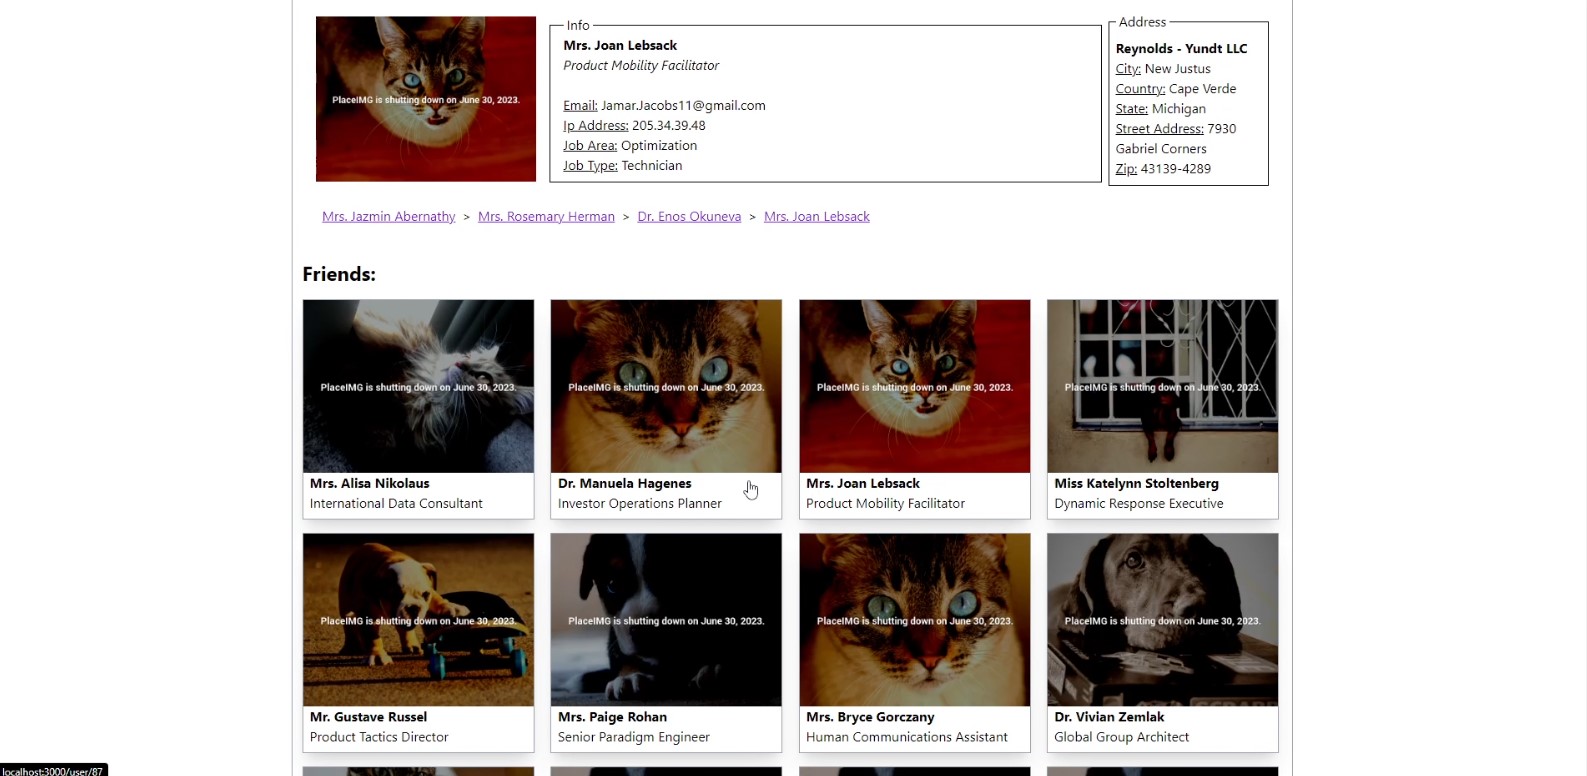 PlaceIMG is shutting down on June 30, 2023.
Info
Mrs. Joan Lebsack
Product Mobility Facilitator
Email: Jamar.Jacobs11@gmail.com
Ip Address: 205.34.39.48
Job Area: Optimization
Job Type: Technician
Address
Reynolds - Yundt LLC
City: New Justus
Country: Cape Verde
State: Michigan
Street Address: 7930
Gabriel Corners
Zip: 43139-4289
Mrs. Jazmin Abernathy > Mrs. Rosemary Herman > Dr. Enos Okuneva > Mrs. Joan Lebsack
Friends:
PlaceIMG is shutting down on June 30, 2023.
Mrs. Alisa Nikolaus
International Data Consultant
PlaceIMG is shutting down on June 30, 2023.
Dr. Manuela Hagenes
Investor Operations Planner
PlaceIMG is shutting down on June 30, 2023.
Mrs. Joan Lebsack
Product Mobility Facilitator
PlaceIMG is shutting down on June 30, 2023.
Miss Katelynn Stoltenberg
Dynamic Response Executive
PlaceIMG is shutting down on June 30, 2023.
Mr. Gustave Russel
Product Tactics Director
PlaceIMG is shutting down on June 30, 2023.
Mrs. Paige Rohan
Senior Paradigm Engineer
PlaceIMG is shutting down on June 30, 2023.
Mrs. Bryce Gorczany
Human Communications Assistant
PlaceIMG is shutting down on June 30, 2023.
Dr. Vivian Zemlak
Global Group Architect
localhost:3000/user/87